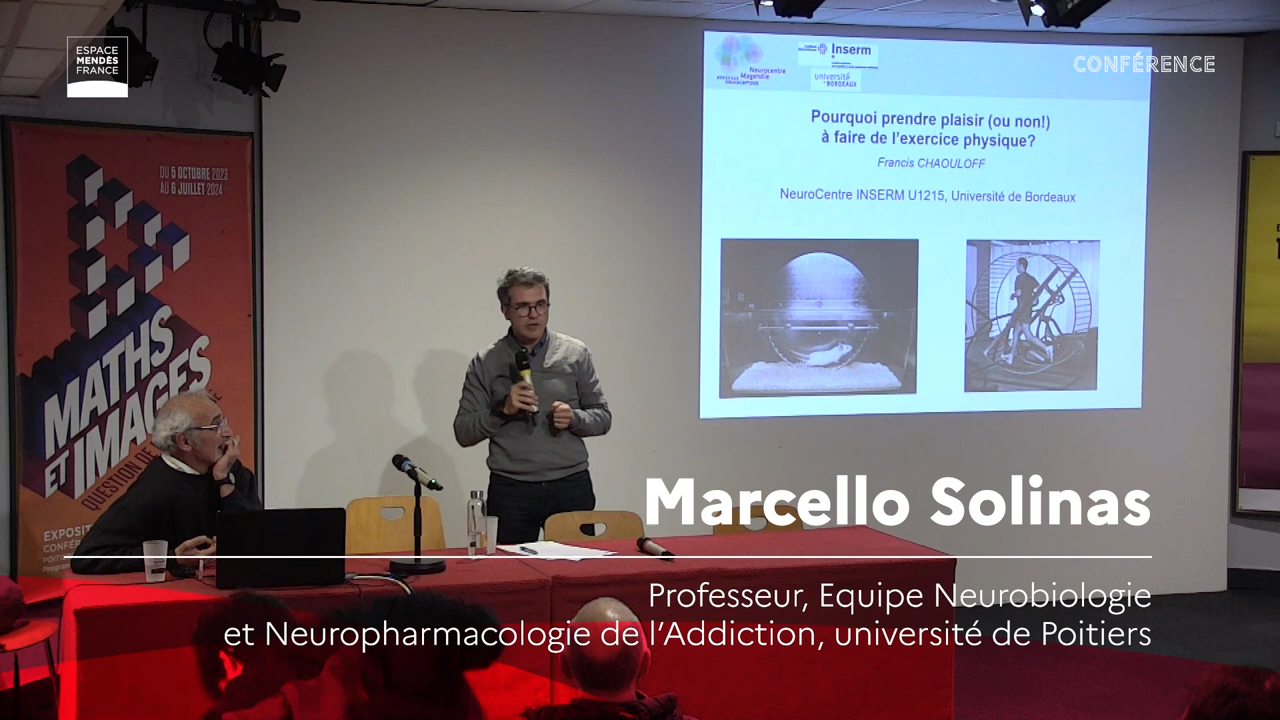 ESPACE
MENDÈS
FRANCE
CONFÉRENCE
DU 5 OCTOBRE 2023
AU 6 JUILLET 2024
MATHS
ET IMAGES
QUESTION DE
Neurocentre
Magendie
Inserm
université
de BORDEAUX
Pourquoi prendre plaisir (ou non!)
à faire de l'exercice physique?
Francis CHAOULOFF
NeuroCentre INSERM U1215, Université de Bordeaux
Marcello Solinas
Professeur, Equipe Neurobiologie
et Neuropharmacologie de l'Addiction, université de Poitiers